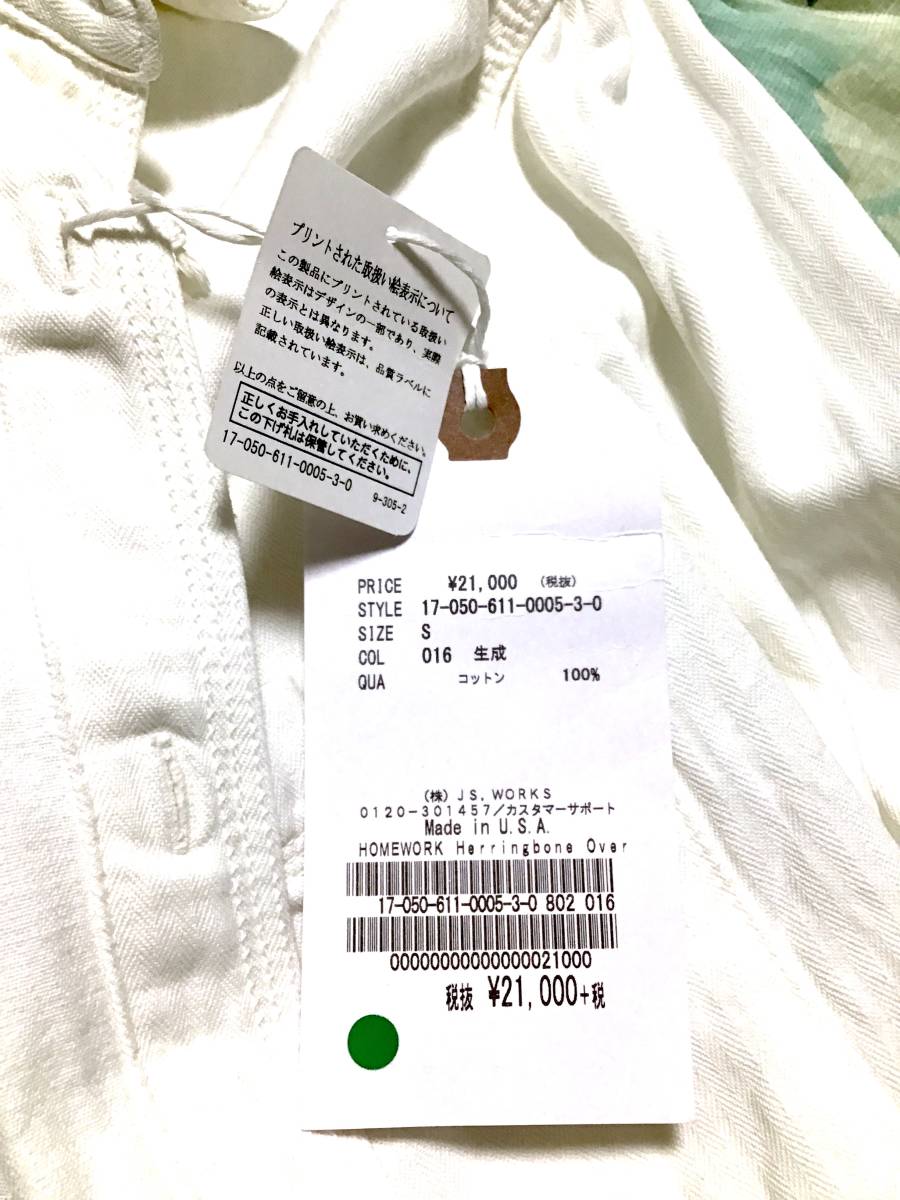 プリントされた取扱い絵表示について
この製品にプリントされている取扱い
絵表示はデザインの一部であり、実際
の表示とは異なります。
正しい取扱い絵表示は、品質ラベルに
記載されています。
以上の点をご留意の上、お買い求めください。
正しくお手入れしていただくために、
この下げ札は保管してください。
17-050-611-0005-3-0
9-305-2
PRICE ¥21,000 (税抜)
STYLE 17-050-611-0005-3-0
SIZE S
COL 016 生成
QUA コットン 100%
(株)JS.WORKS
0120-301457/カスタマーサポート
Made in U.S.A.
HOMEWORK Herringbone Over
17-050-611-0005-3-0 802 016
00000000000000021000
税抜 ¥21,000+税